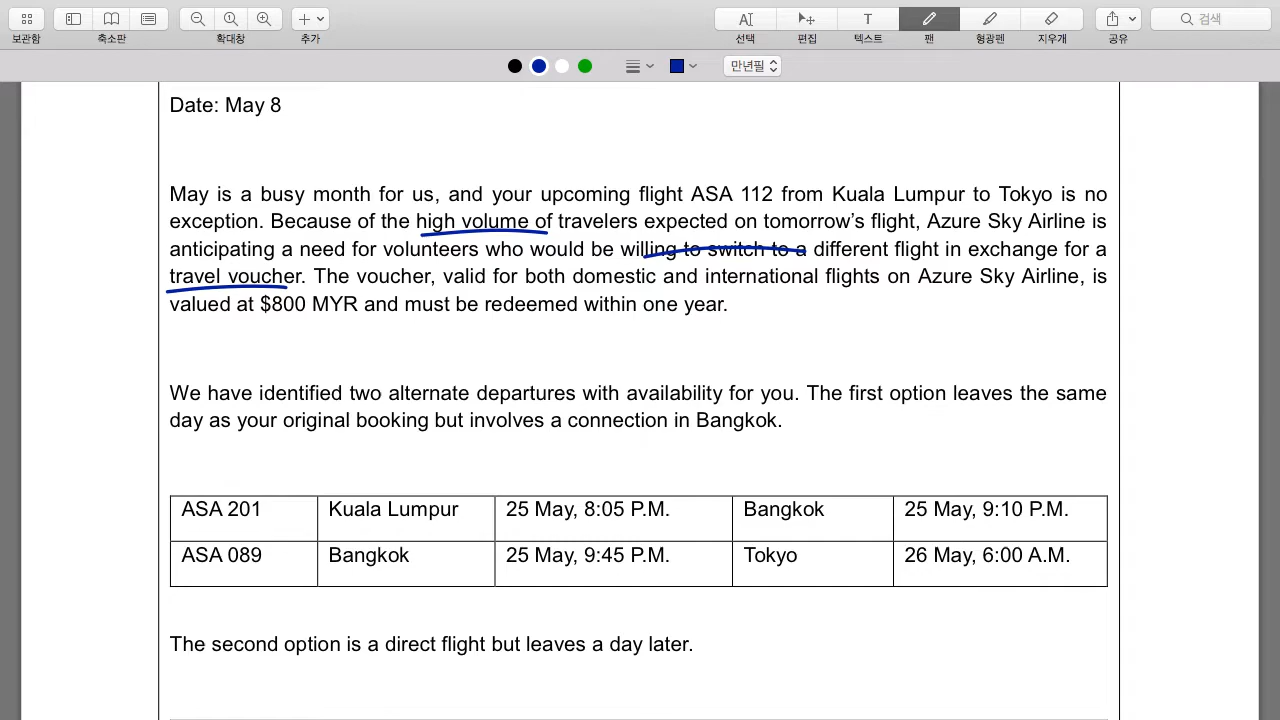 보관함 축소판 확대창 추가 선택 편집 텍스트 펜 형광펜 지우개 공유 검색
만년필
Date: May 8
May is a busy month for us, and your upcoming flight ASA 112 from Kuala Lumpur to Tokyo is no
exception. Because of the high volume of travelers expected on tomorrow’s flight, Azure Sky Airline is
anticipating a need for volunteers who would be willing to switch to a different flight in exchange for a
travel voucher. The voucher, valid for both domestic and international flights on Azure Sky Airline, is
valued at $800 MYR and must be redeemed within one year.
We have identified two alternate departures with availability for you. The first option leaves the same
day as your original booking but involves a connection in Bangkok.
ASA 201 Kuala Lumpur 25 May, 8:05 P.M. Bangkok 25 May, 9:10 P.M.
ASA 089 Bangkok 25 May, 9:45 P.M. Tokyo 26 May, 6:00 A.M.
The second option is a direct flight but leaves a day later.